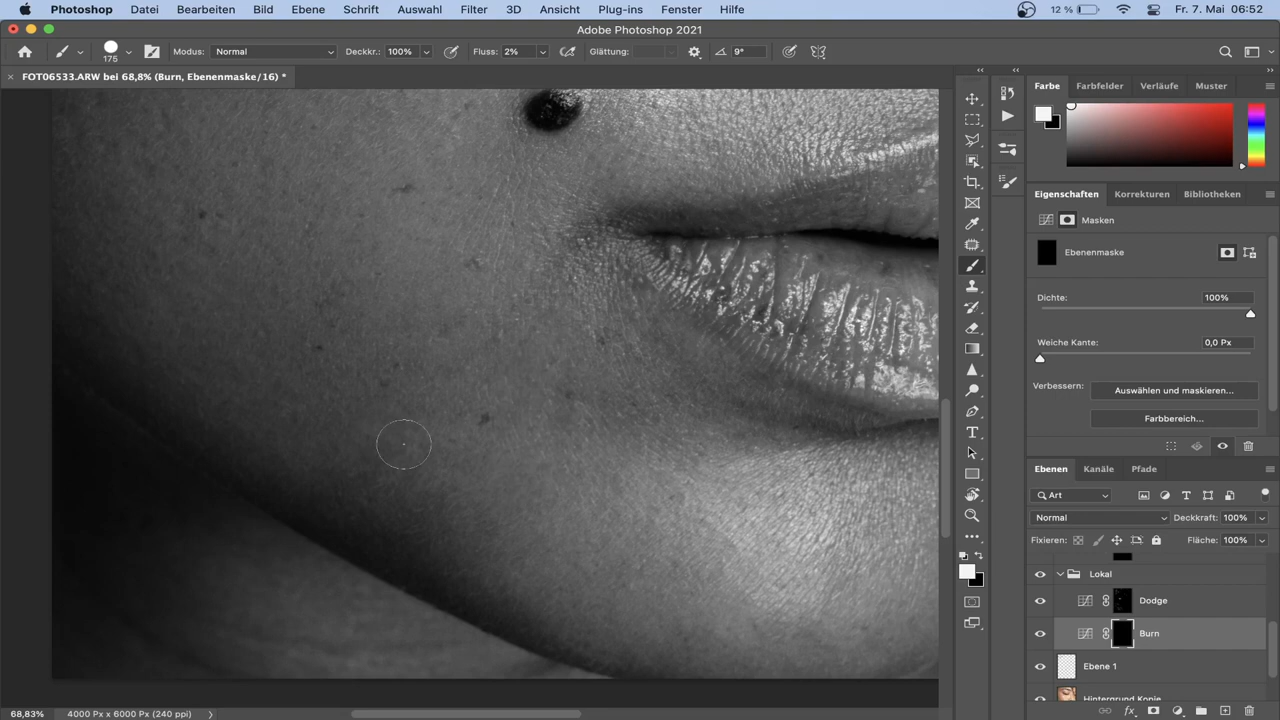 Photoshop Datei Bearbeiten Bild Ebene Schrift Auswahl Filter 3D Ansicht Plug-ins Fenster Hilfe 12 % Fr. 7. Mai 06:52
Adobe Photoshop 2021
175 Modus: Normal Deckkr.: 100% Fluss: 2% Glättung: 9°
FOT06533.ARW bei 68,8% (Burn, Ebenenmaske/16) *
Farbe Farbfelder Verläufe Muster
Eigenschaften Korrekturen Bibliotheken
Masken
Ebenenmaske
Dichte: 100%
Weiche Kante: 0,0 Px
Verbessern: Auswählen und maskieren...
Farbbereich...
Ebenen Kanäle Pfade
Art
Normal Deckkraft: 100%
Fixieren: Fläche: 100%
Lokal
Dodge
Burn
Ebene 1
Hintergrund Kopie
68,83% 4000 Px x 6000 Px (240 ppi)